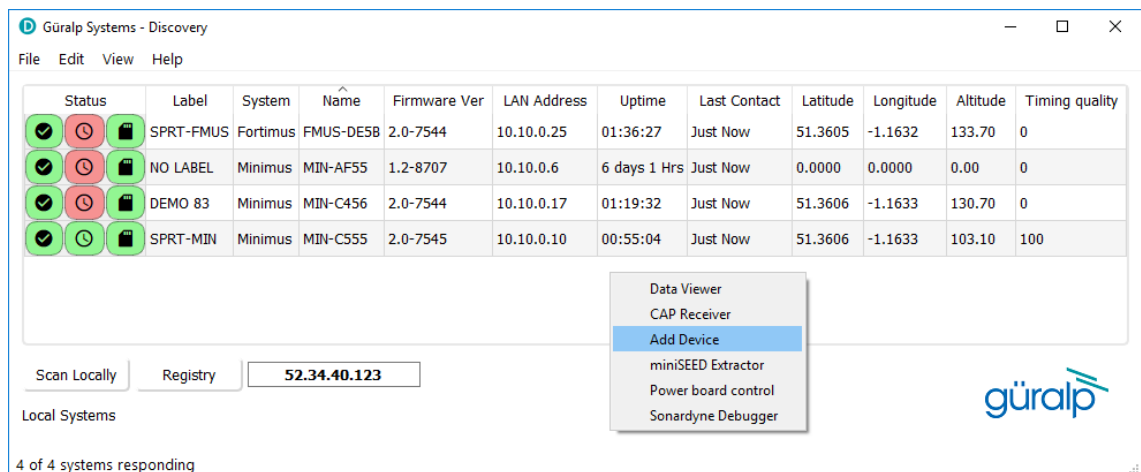 Güralp Systems - Discovery
File Edit View Help
Status Label System Name Firmware Ver LAN Address Uptime Last Contact Latitude Longitude Altitude Timing quality
SPRT-FMUS Fortimus FMUS-DE5B 2.0-7544 10.10.0.25 01:36:27 Just Now 51.3605 -1.1632 133.70 0
NO LABEL Minimus MIN-AF55 1.2-8707 10.10.0.6 6 days 1 Hrs Just Now 0.0000 0.0000 0.00 0
DEMO 83 Minimus MIN-C456 2.0-7544 10.10.0.17 01:19:32 Just Now 51.3606 -1.1633 130.70 0
SPRT-MIN Minimus MIN-C555 2.0-7545 10.10.0.10 00:55:04 Just Now 51.3606 -1.1633 103.10 100
Data Viewer
CAP Receiver
Add Device
miniSEED Extractor
Power board control
Sonardyne Debugger
Scan Locally Registry 52.34.40.123
güralp
Local Systems
4 of 4 systems responding